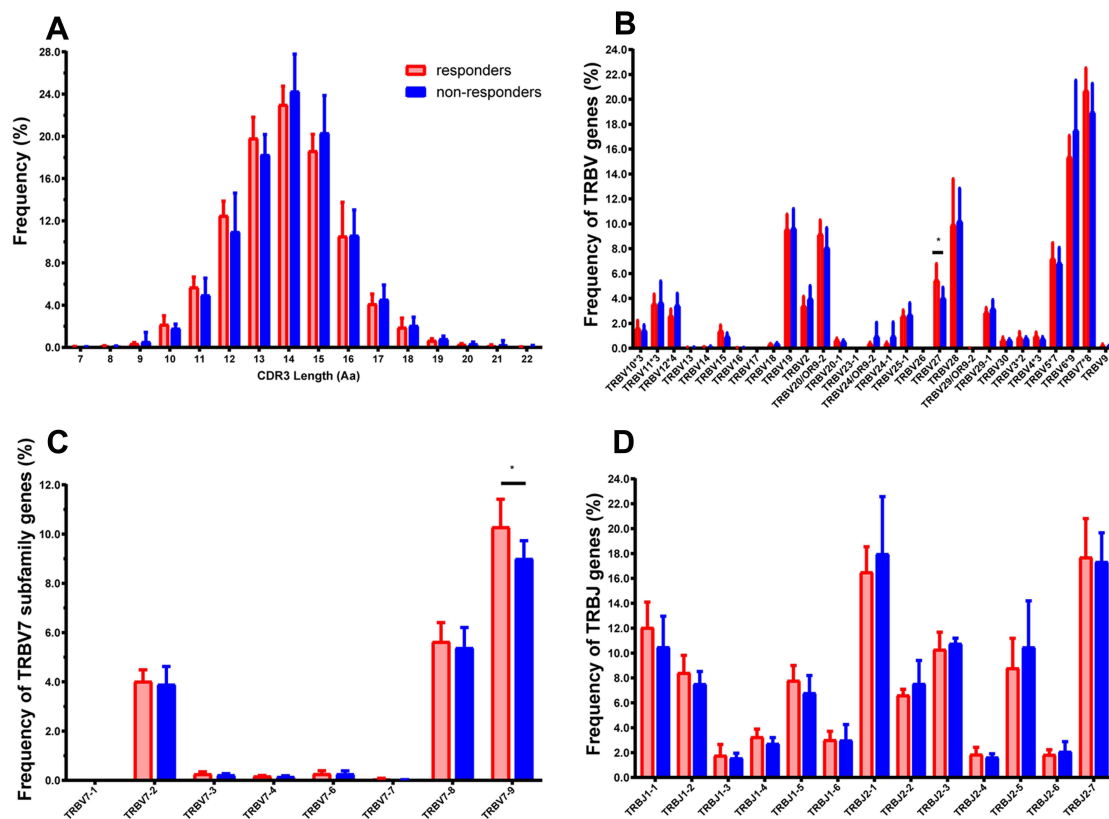 A
Frequency (%)
28.0
24.0
20.0
16.0
12.0
8.0
4.0
0.0
responders
non-responders
7 8 9 10 11 12 13 14 15 16 17 18 19 20 21 22
CDR3 Length (Aa)
B
Frequency of TRBV genes (%)
24.0
22.0
20.0
18.0
16.0
14.0
12.0
10.0
8.0
6.0
4.0
2.0
0.0
*
TRBV10*3
TRBV11*3
TRBV12*4
TRBV13
TRBV14
TRBV15
TRBV16
TRBV17
TRBV18
TRBV19
TRBV2
TRBV20/OR9-2
TRBV20-1
TRBV23-1
TRBV24/OR9-2
TRBV24-1
TRBV25-1
TRBV26
TRBV27
TRBV28
TRBV29/OR9-2
TRBV29-1
TRBV30
TRBV3*2
TRBV4*3
TRBV5*7
TRBV6*9
TRBV7*8
TRBV9
C
Frequency of TRBV7 subfamily genes (%)
12.0
10.0
8.0
6.0
4.0
2.0
0.0
*
TRBV7-1
TRBV7-2
TRBV7-3
TRBV7-4
TRBV7-6
TRBV7-7
TRBV7-8
TRBV7-9
D
Frequency of TRBJ genes (%)
24.0
22.0
20.0
18.0
16.0
14.0
12.0
10.0
8.0
6.0
4.0
2.0
0.0
TRBJ1-1
TRBJ1-2
TRBJ1-3
TRBJ1-4
TRBJ1-5
TRBJ1-6
TRBJ2-1
TRBJ2-2
TRBJ2-3
TRBJ2-4
TRBJ2-5
TRBJ2-6
TRBJ2-7